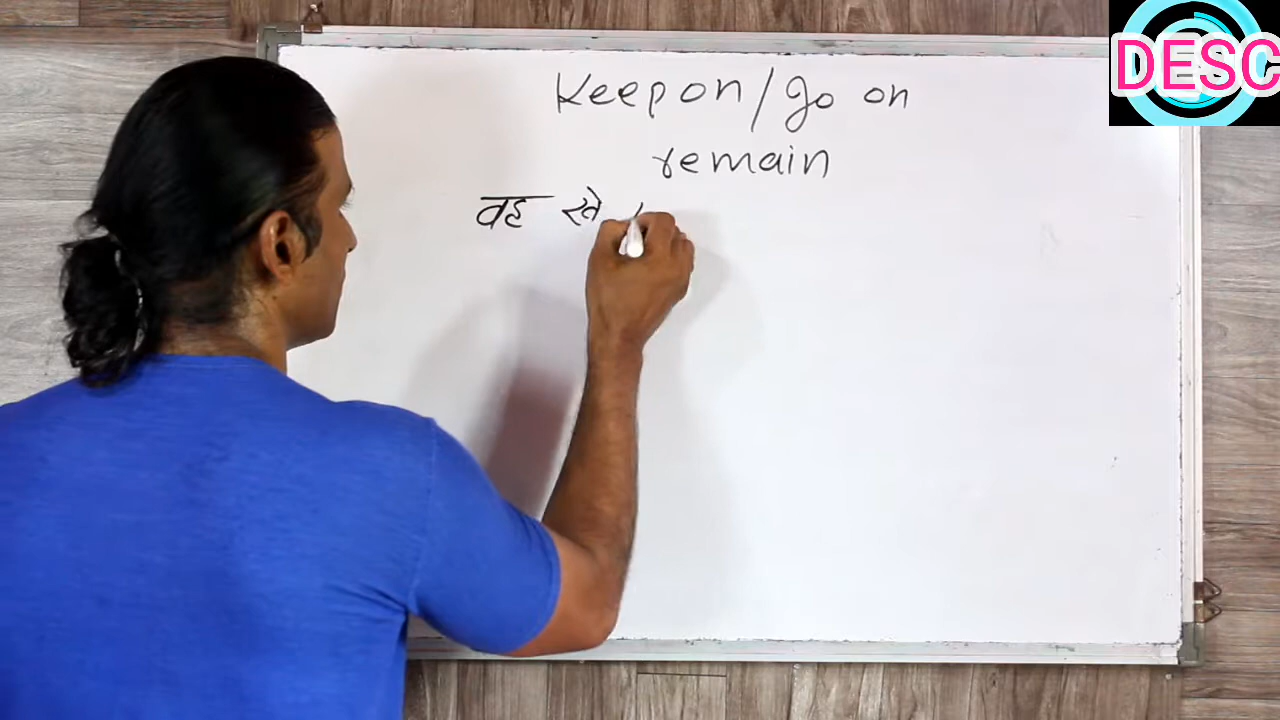 DESC
Keep on / go on
remain
वह